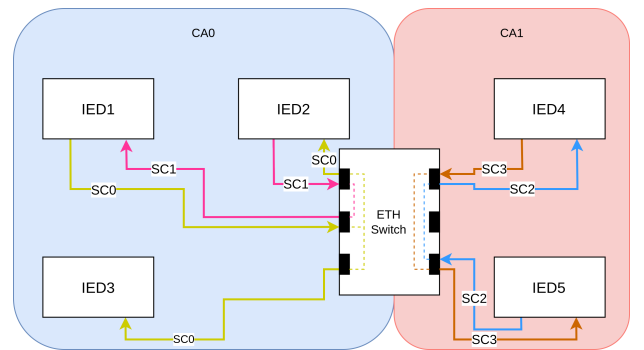 CA0
CA1
IED1
IED2
IED4
SC0
SC1
SC3
SC1
SC2
SC0
ETH
Switch
IED3
IED5
SC2
SC0
SC3